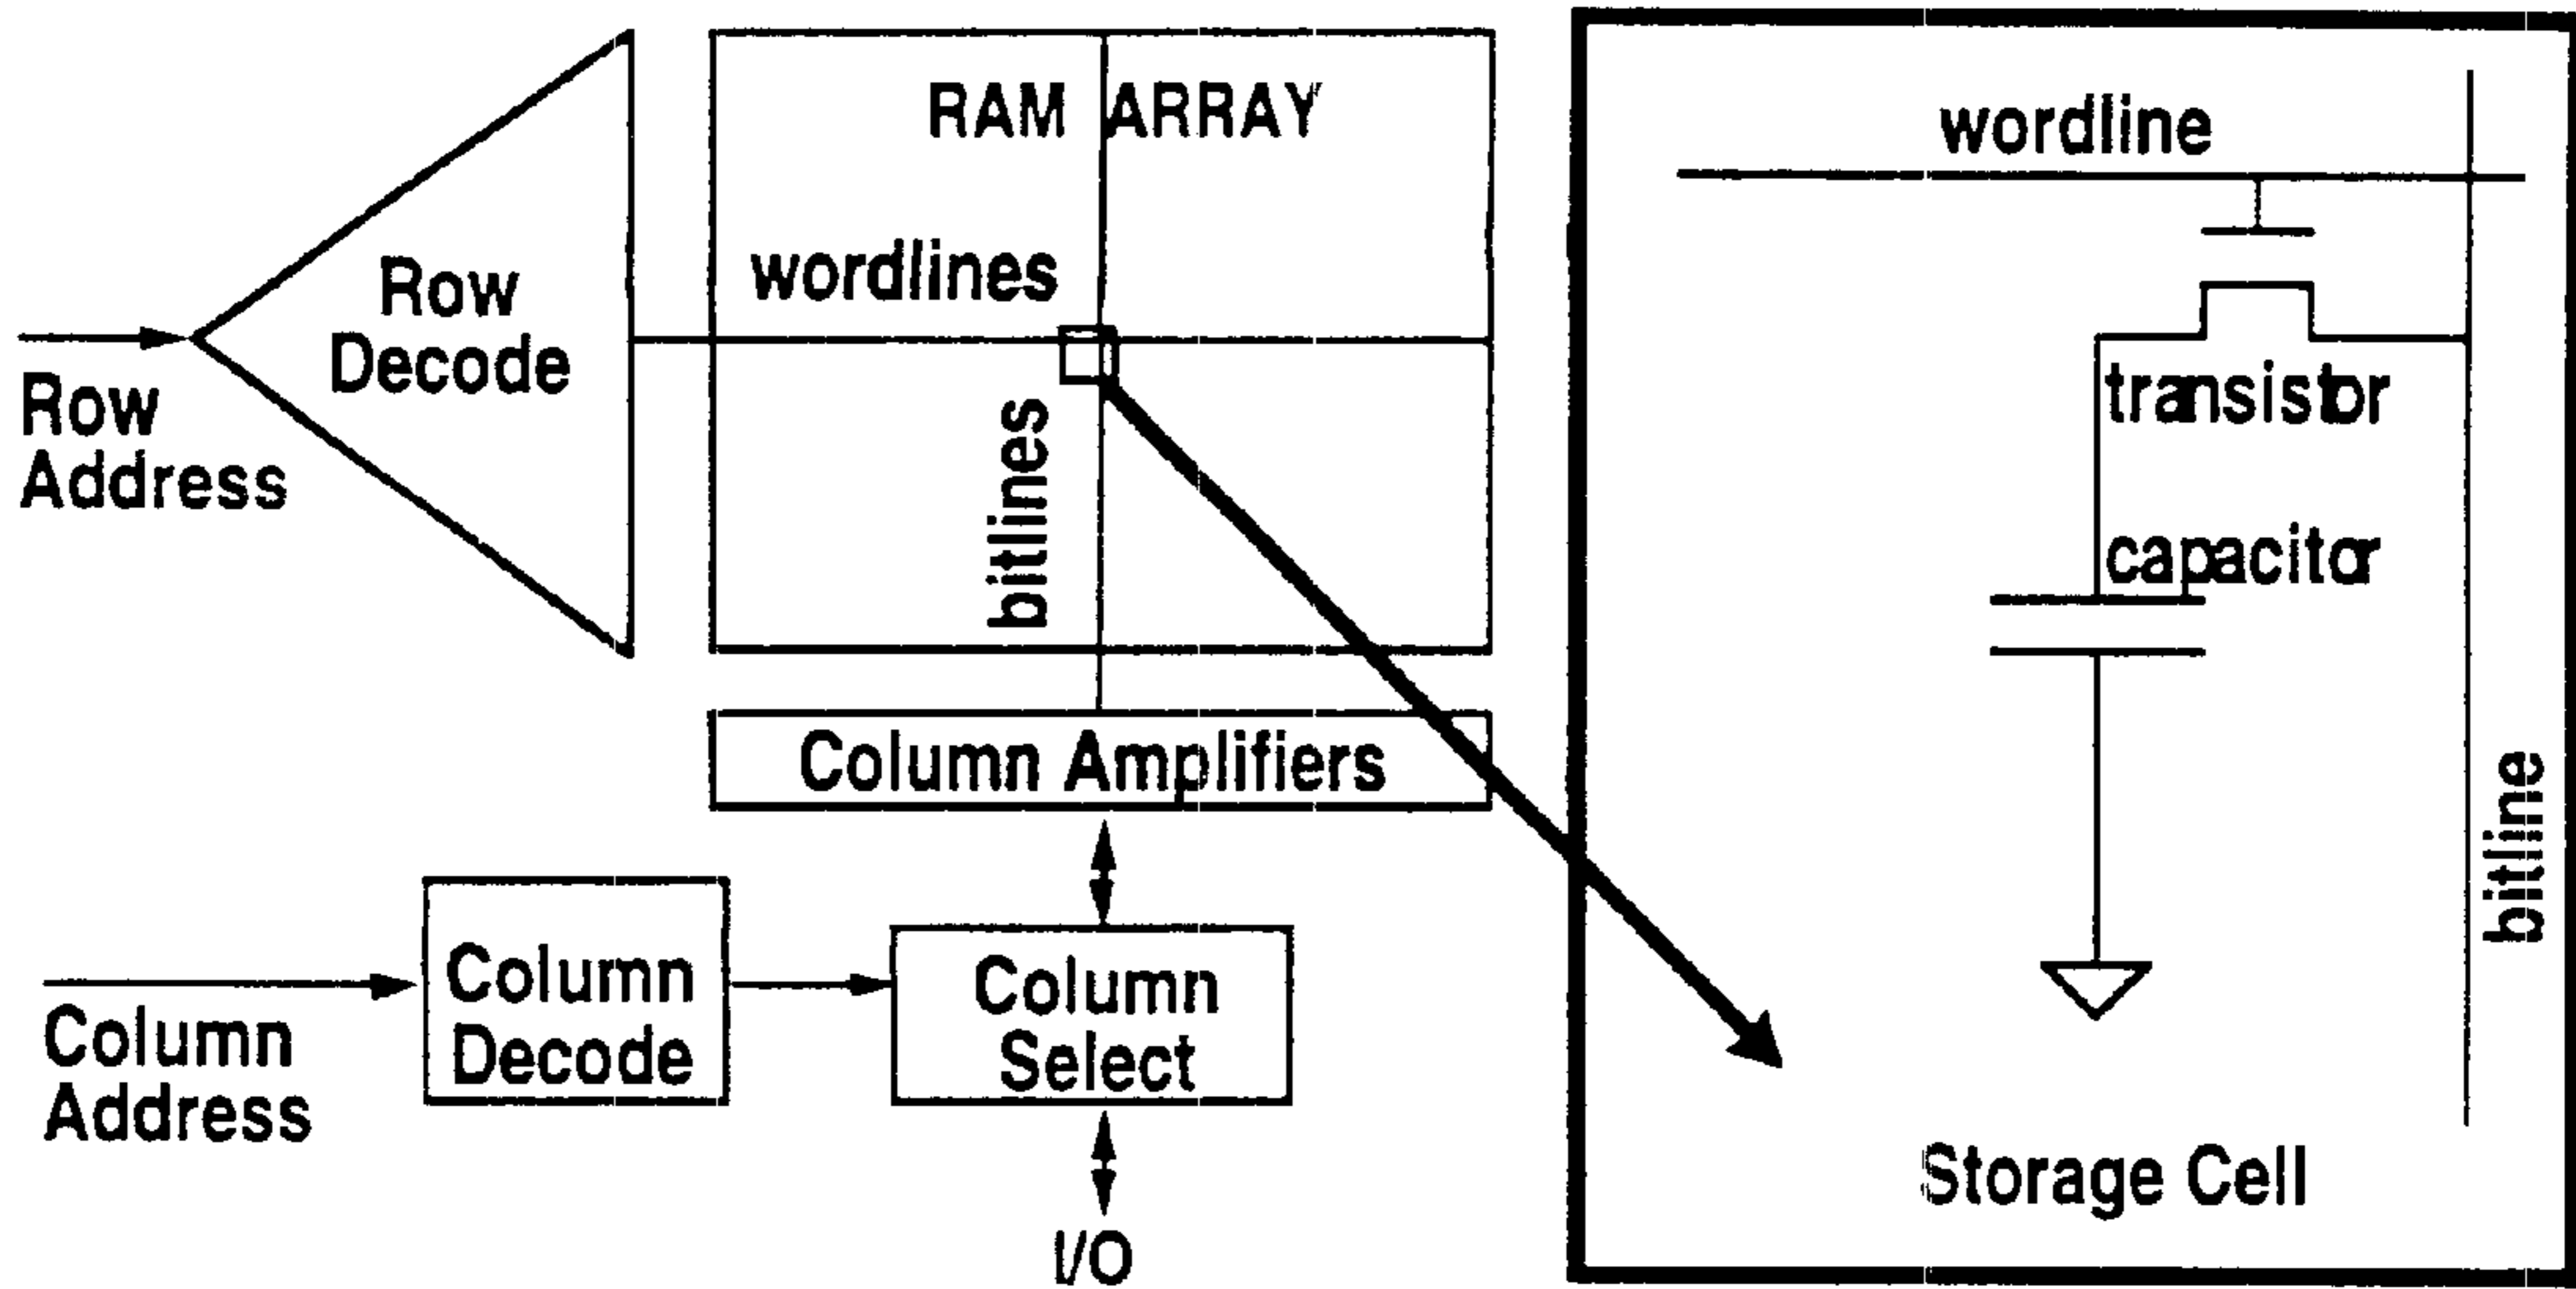 RAM ARRAY
wordlines
Row
Decode
Row
Address
bitlines
Column Amplifiers
Column
Decode
Column
Select
Column
Address
I/O
wordline
transistor
capacitor
bitline
Storage Cell